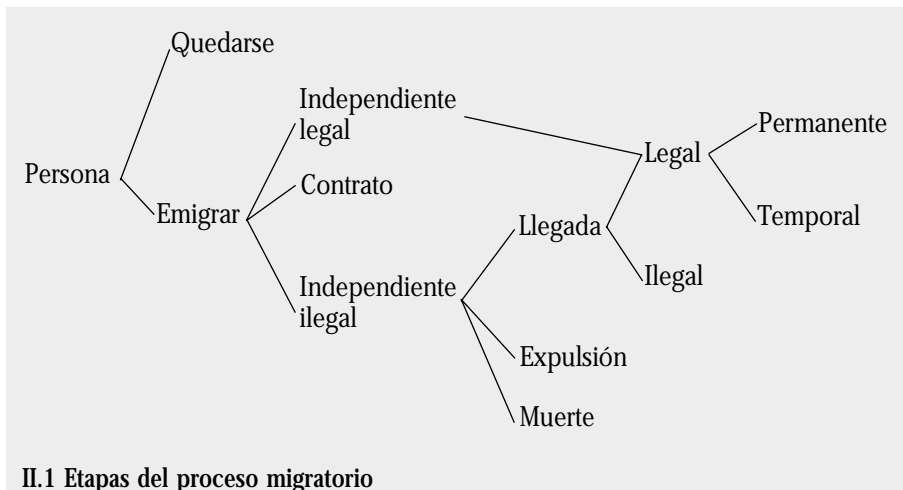 Quedarse
Independiente
legal
Permanente
Legal
Persona
Contrato
Emigrar
Llegada
Temporal
Ilegal
Independiente
ilegal
Expulsión
Muerte
II.1 Etapas del proceso migratorio